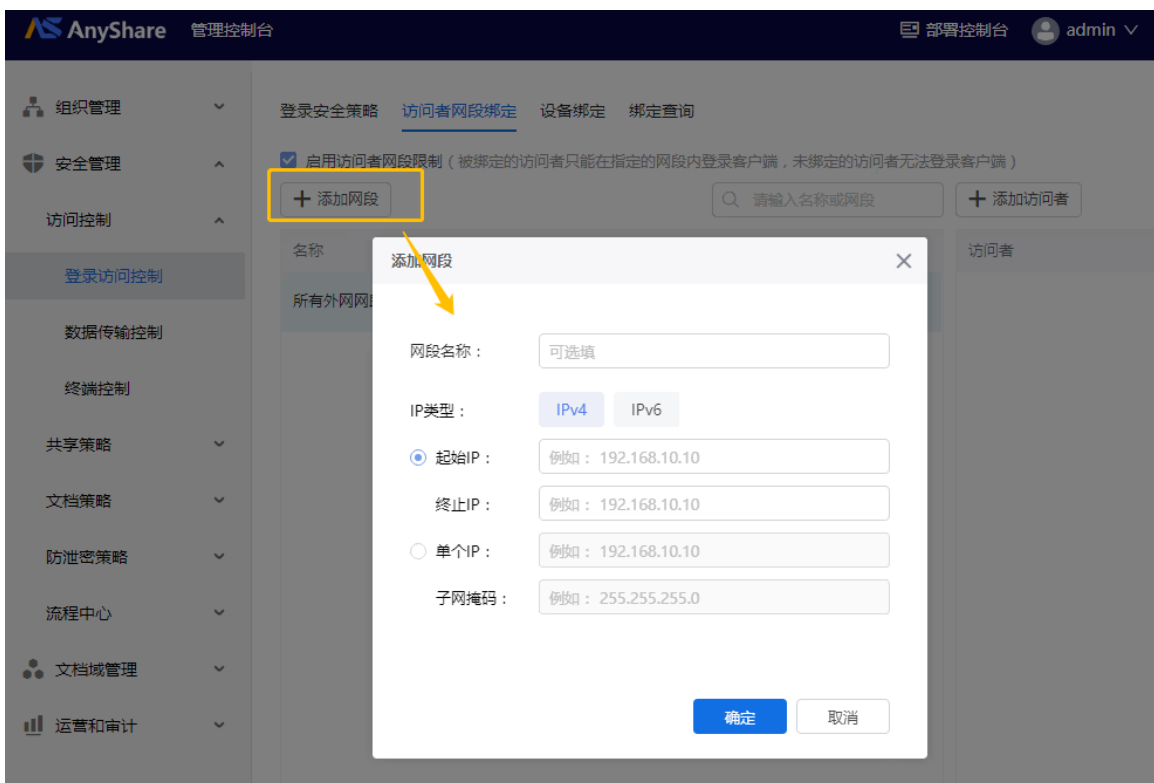 AnyShare 管理控制台 部署控制台 admin
组织管理
安全管理
访问控制
登录访问控制
数据传输控制
终端控制
共享策略
文档策略
防泄密策略
流程中心
文档域管理
运营和审计
登录安全策略 访问者网段绑定 设备绑定 绑定查询
启用访问者网段限制 ( 被绑定的访问者只能在指定的网段内登录客户端，未绑定的访问者无法登录客户端 )
添加网段 请输入名称或网段 添加访问者
名称 访问者
所有外网网
添加网段
网段名称： 可选填
IP类型： IPv4 IPv6
起始IP： 例如：192.168.10.10
终止IP： 例如：192.168.10.10
单个IP： 例如：192.168.10.10
子网掩码： 例如：255.255.255.0
确定 取消